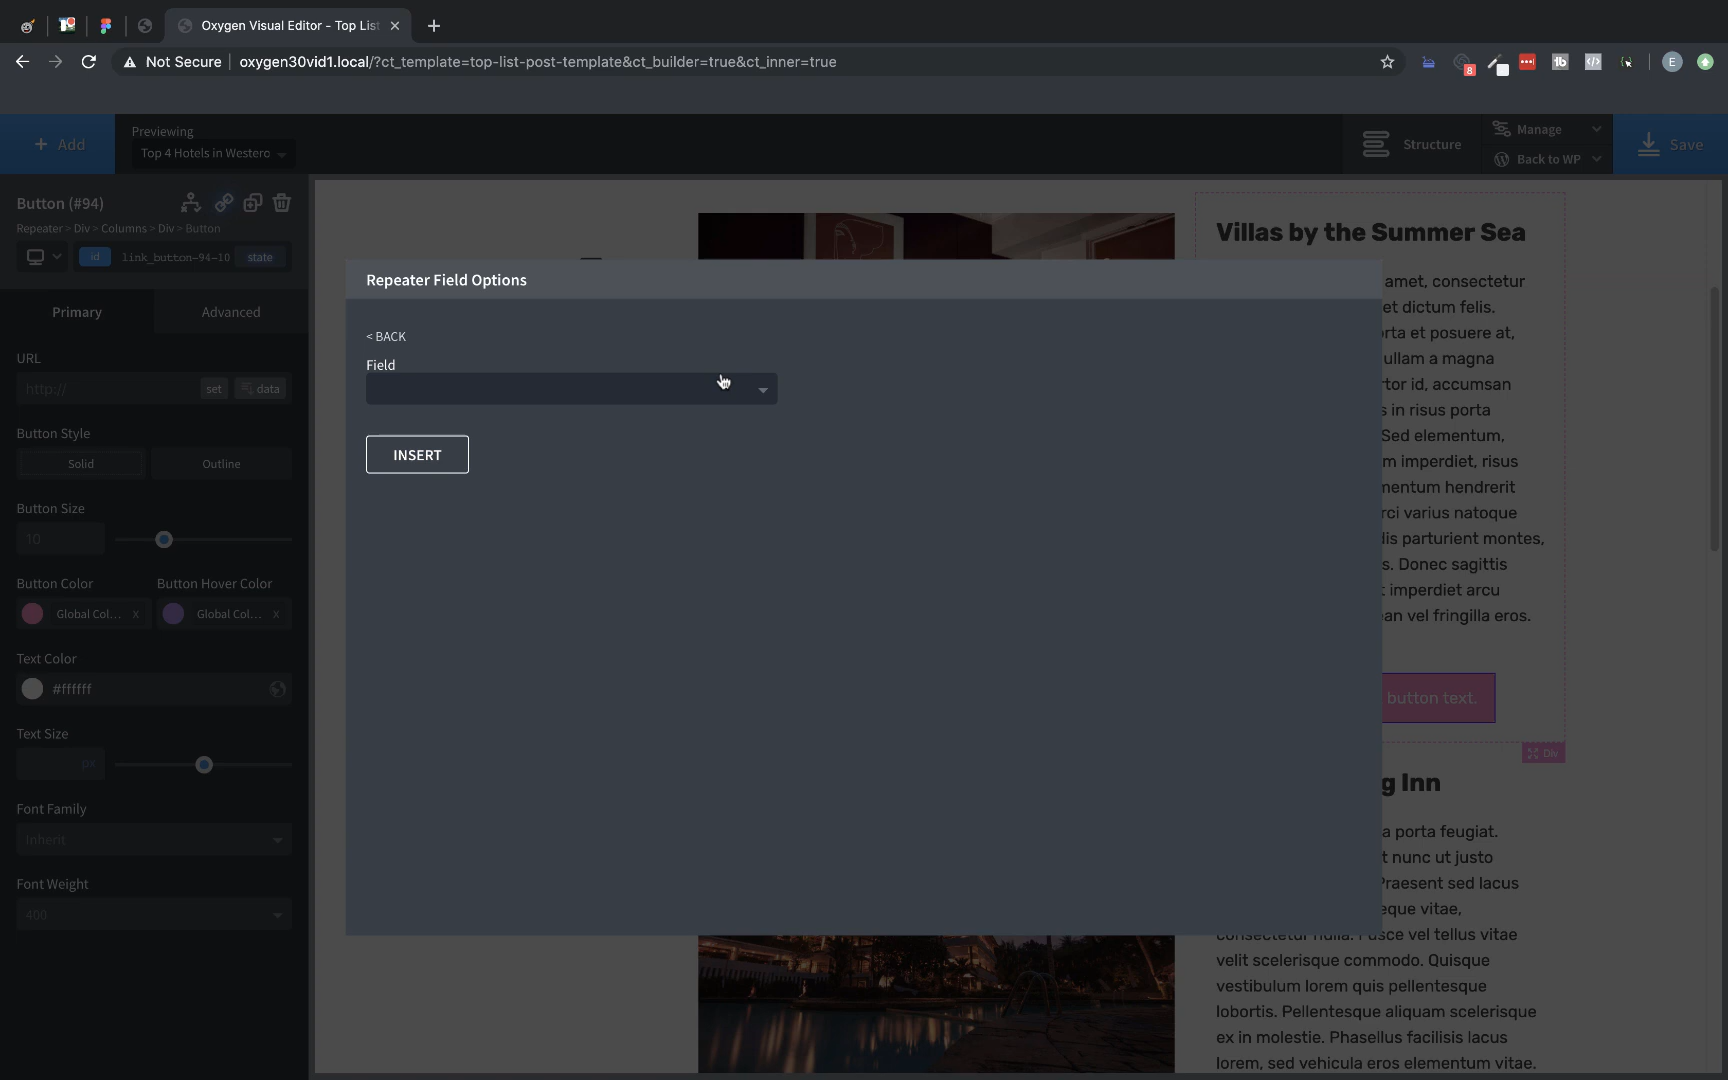 Oxygen Visual Editor - Top List
Not Secure
oxygen30vid1.local/?ct_template=top-list-post-template&ct_builder=true&ct_inner=true
8
E
+ Add
Previewing
Top 4 Hotels in Westero
Structure
Manage
Back to WP
Save
Button (#94)
Repeater > Div > Columns > Div > Button
id
link_button-94-10
state
Primary
Advanced
URL
http://
set
data
Button Style
Solid
Outline
Button Size
10
Button Color
Button Hover Color
Global Col... x
Global Col... x
Text Color
#ffffff
Text Size
px
Font Family
Inherit
Font Weight
400
Repeater Field Options
< BACK
Field
INSERT
Villas by the Summer Sea
amet, consectetur
et dictum felis.
rta et posuere at,
ullam a magna
tor id, accumsan
s in risus porta
Sed elementum,
m imperdiet, risus
mentum hendrerit
rci varius natoque
dis parturient montes,
s. Donec sagittis
t imperdiet arcu
an vel fringilla eros.
button text.
Div
g Inn
a porta feugiat.
t nunc ut justo
Praesent sed lacus
eque vitae,
consectetur nulla. Fusce vel tellus vitae
velit scelerisque commodo. Quisque
vestibulum lorem quis pellentesque
lobortis. Pellentesque aliquam scelerisque
ex in molestie. Phasellus facilisis lacus
lorem, sed vehicula eros elementum vitae.